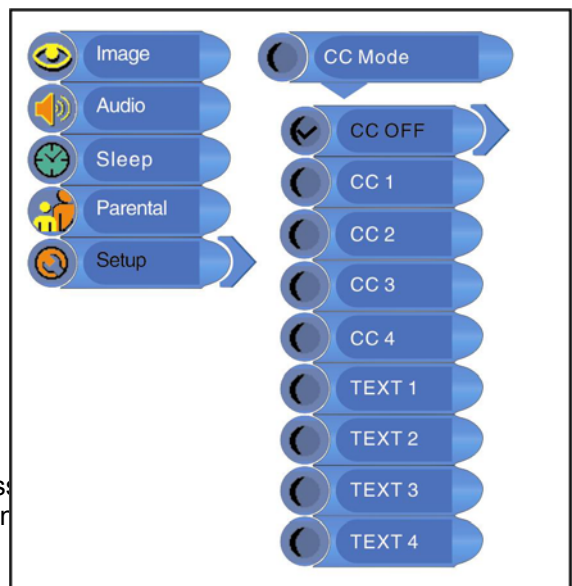 Image
Audio
Sleep
Parental
Setup
CC Mode
CC OFF
CC 1
CC 2
CC 3
CC 4
TEXT 1
TEXT 2
TEXT 3
TEXT 4